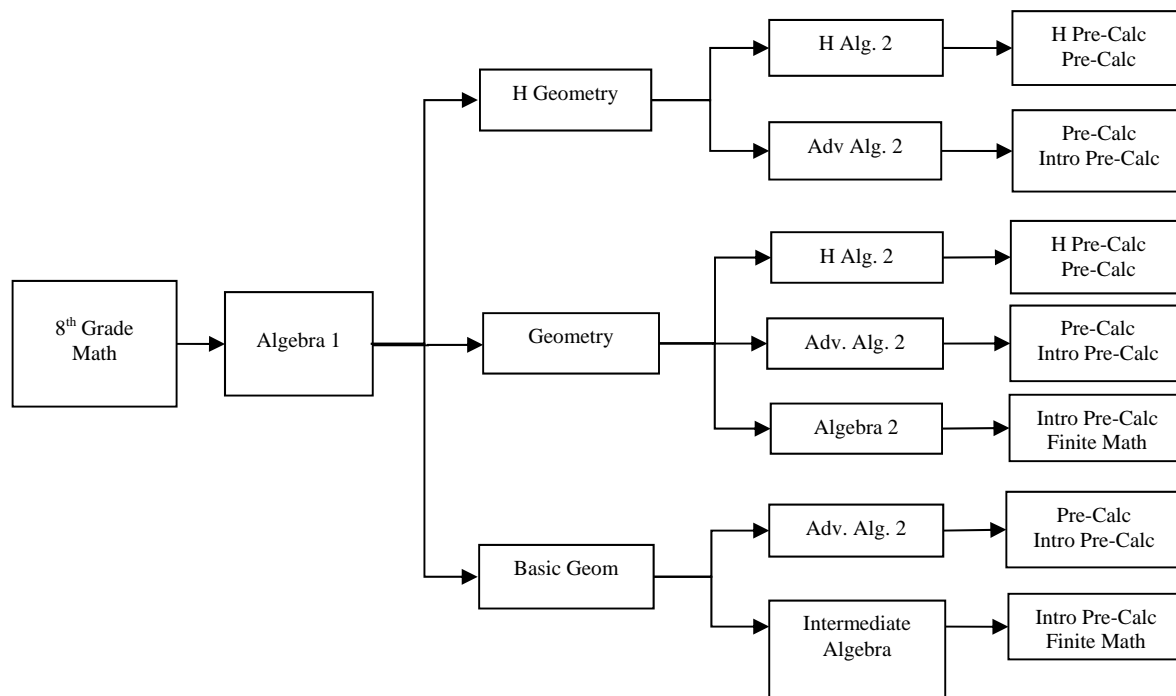 H Alg. 2
H Pre-Calc
Pre-Calc
H Geometry
Adv Alg. 2
Pre-Calc
Intro Pre-Calc
H Alg. 2
H Pre-Calc
Pre-Calc
8th Grade
Math
Algebra 1
Geometry
Adv. Alg. 2
Pre-Calc
Intro Pre-Calc
Algebra 2
Intro Pre-Calc
Finite Math
Adv. Alg. 2
Pre-Calc
Intro Pre-Calc
Basic Geom
Intermediate
Algebra
Intro Pre-Calc
Finite Math